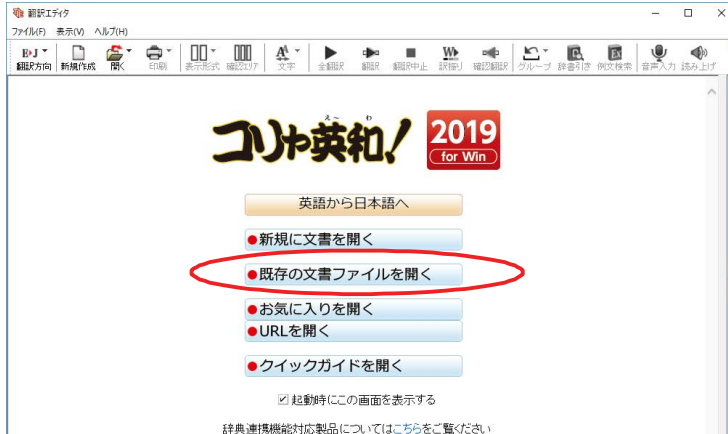 翻訳エディタ
ファイル(F) 表示(V) ヘルプ(H)
E▸J
翻訳方向 新規作成 開く 印刷 表示形式 確認エリア 文字 全翻訳 翻訳 翻訳中止 訳振り 確認翻訳 グループ 辞書引き 例文検索 音声入力 読み上げ
え〜 わ
コリャ英和! 2019
for Win
英語から日本語へ
●新規に文書を開く
●既存の文書ファイルを開く
●お気に入りを開く
●URLを開く
●クイックガイドを開く
起動時にこの画面を表示する
辞典連携機能対応製品についてはこちらをご覧ください